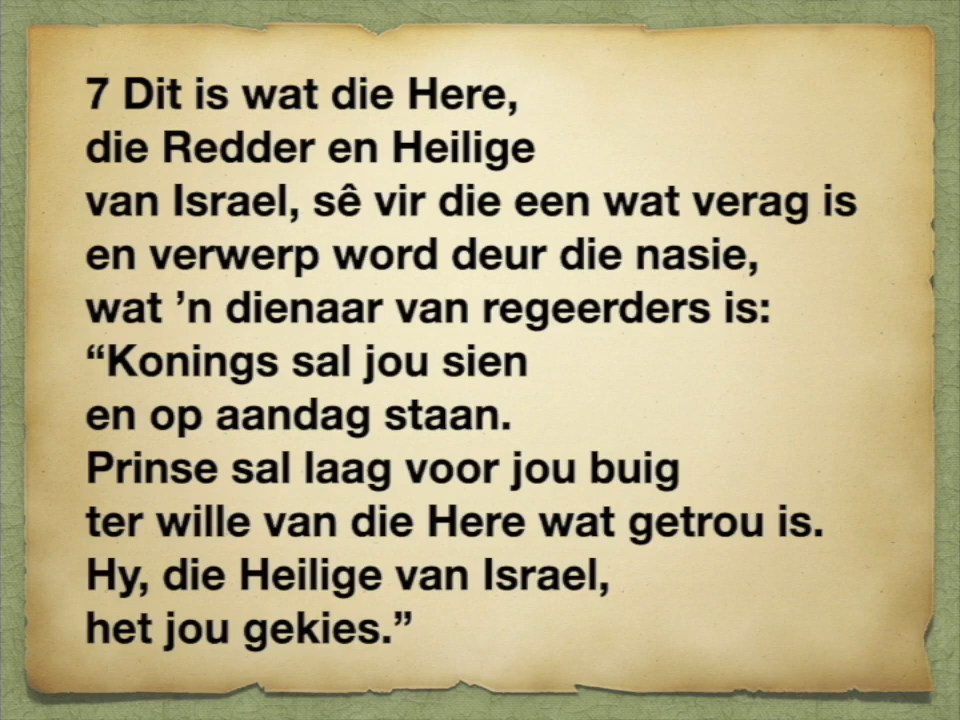 7 Dit is wat die Here,
die Redder en Heilige
van Israel, sê vir die een wat verag is
en verwerp word deur die nasie,
wat ’n dienaar van regeerders is:
“Konings sal jou sien
en op aandag staan.
Prinse sal laag voor jou buig
ter wille van die Here wat getrou is.
Hy, die Heilige van Israel,
het jou gekies.”